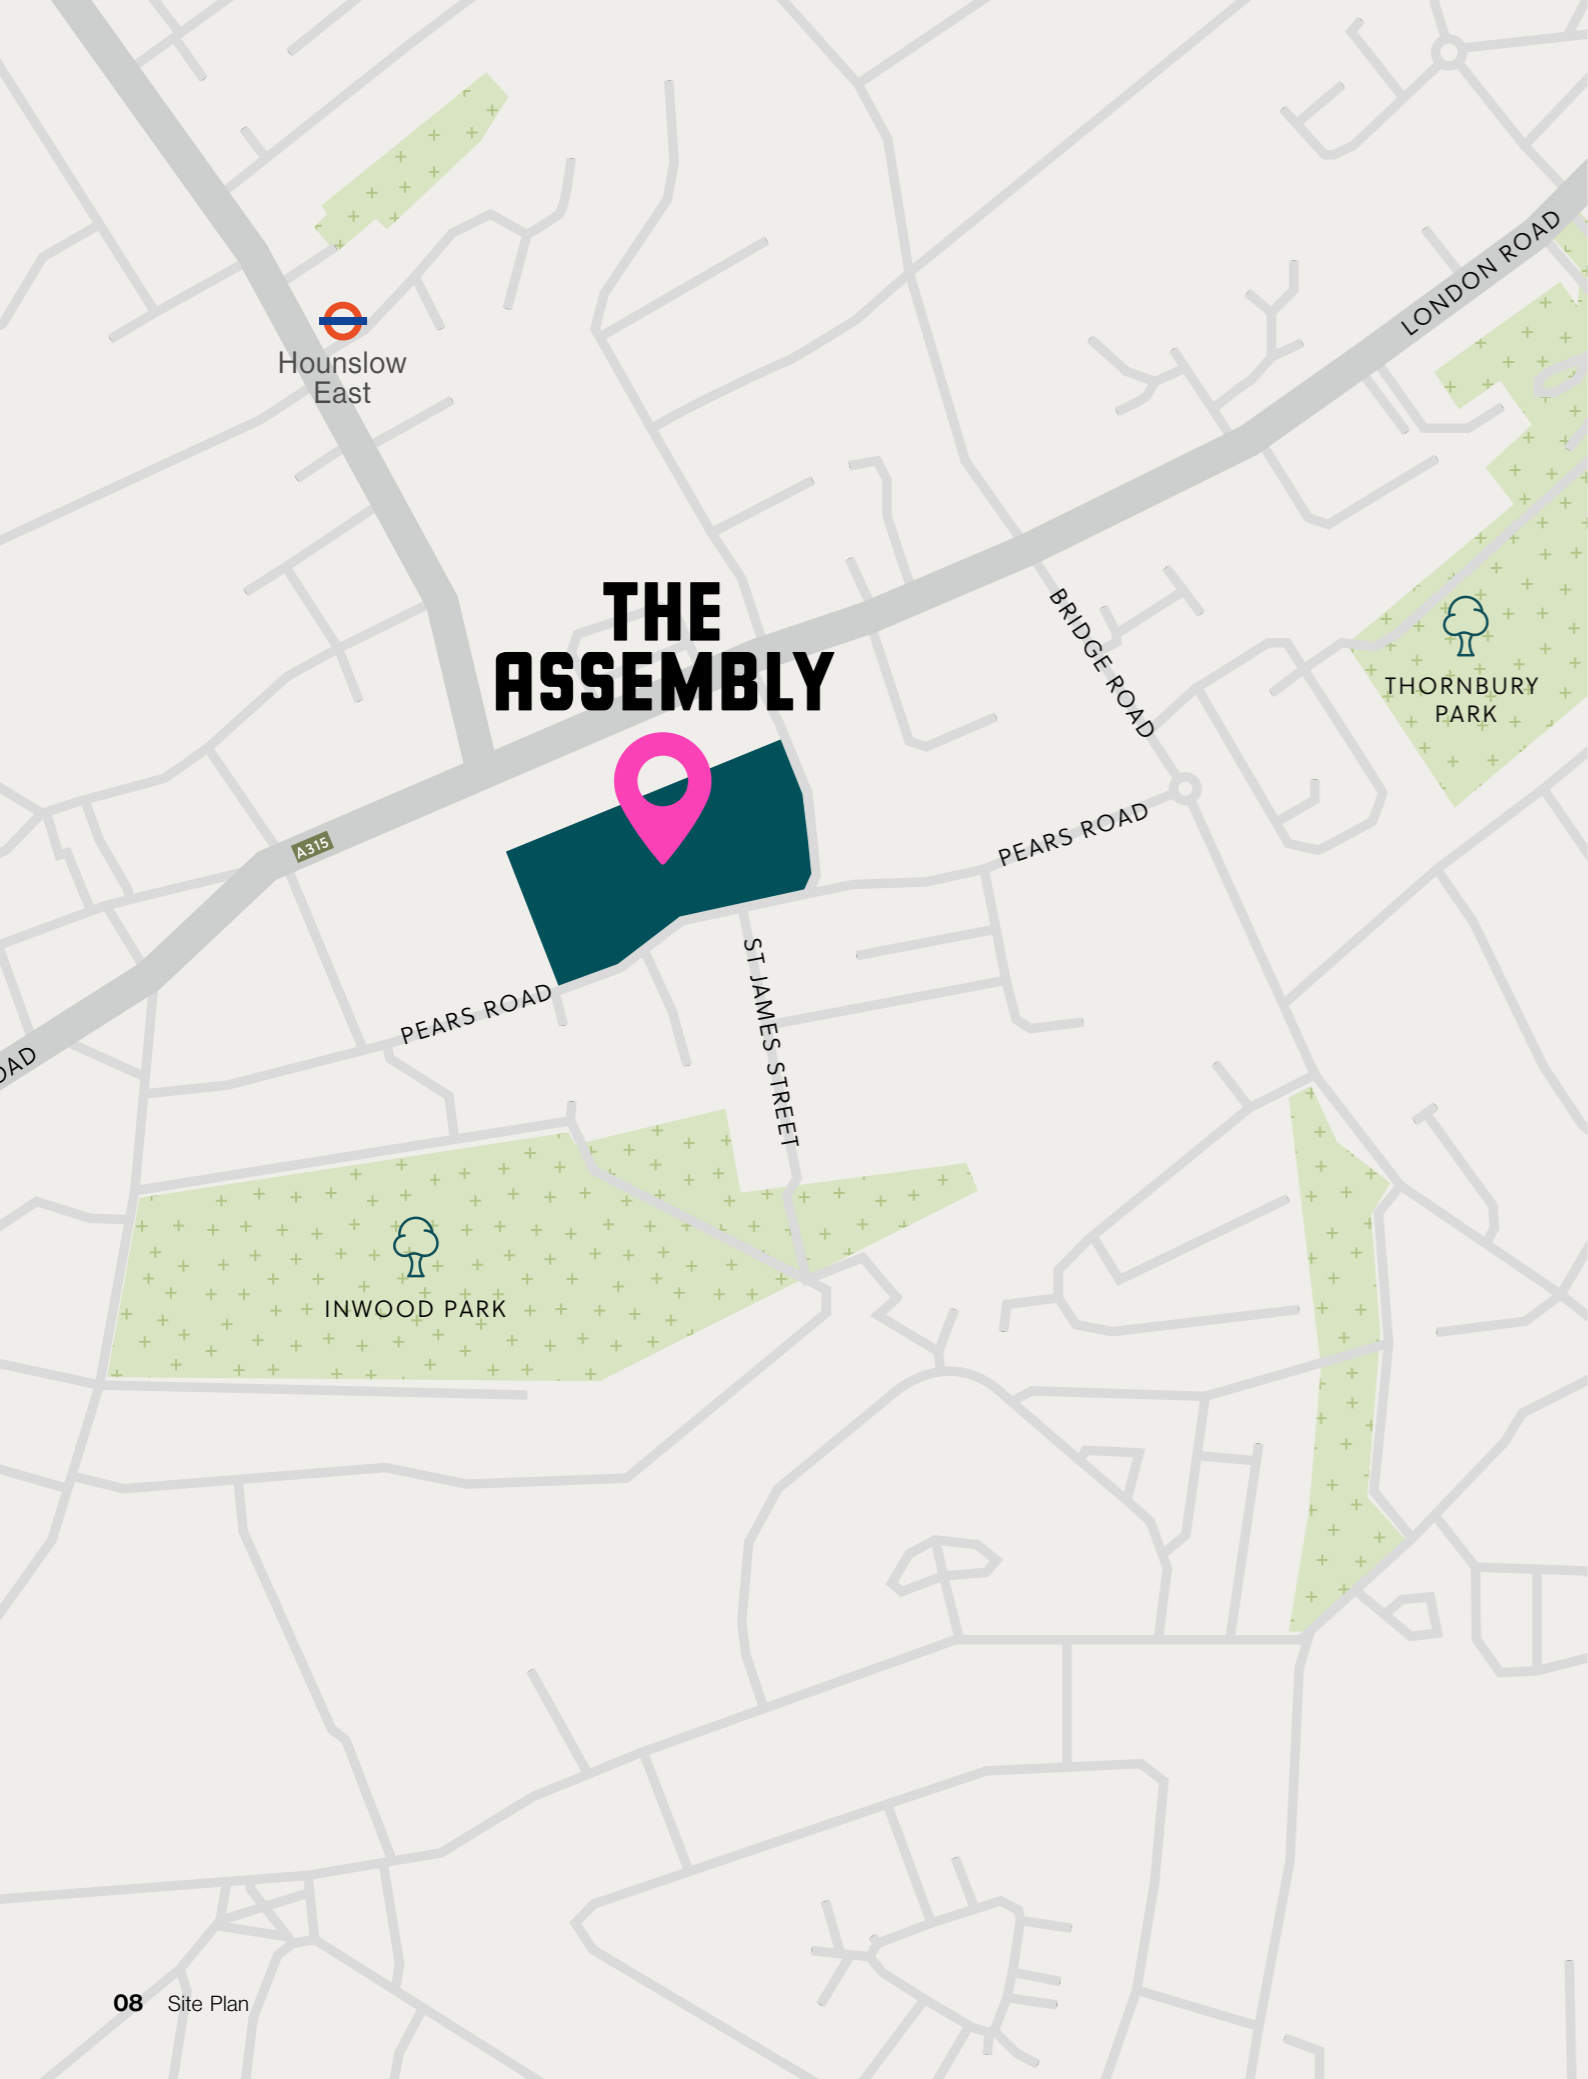 LONDON ROAD
Hounslow
East
THE
ASSEMBLY
BRIDGE ROAD
THORNBURY
PARK
A315
PEARS ROAD
ST JAMES STREET
PEARS ROAD
INWOOD PARK
08 Site Plan